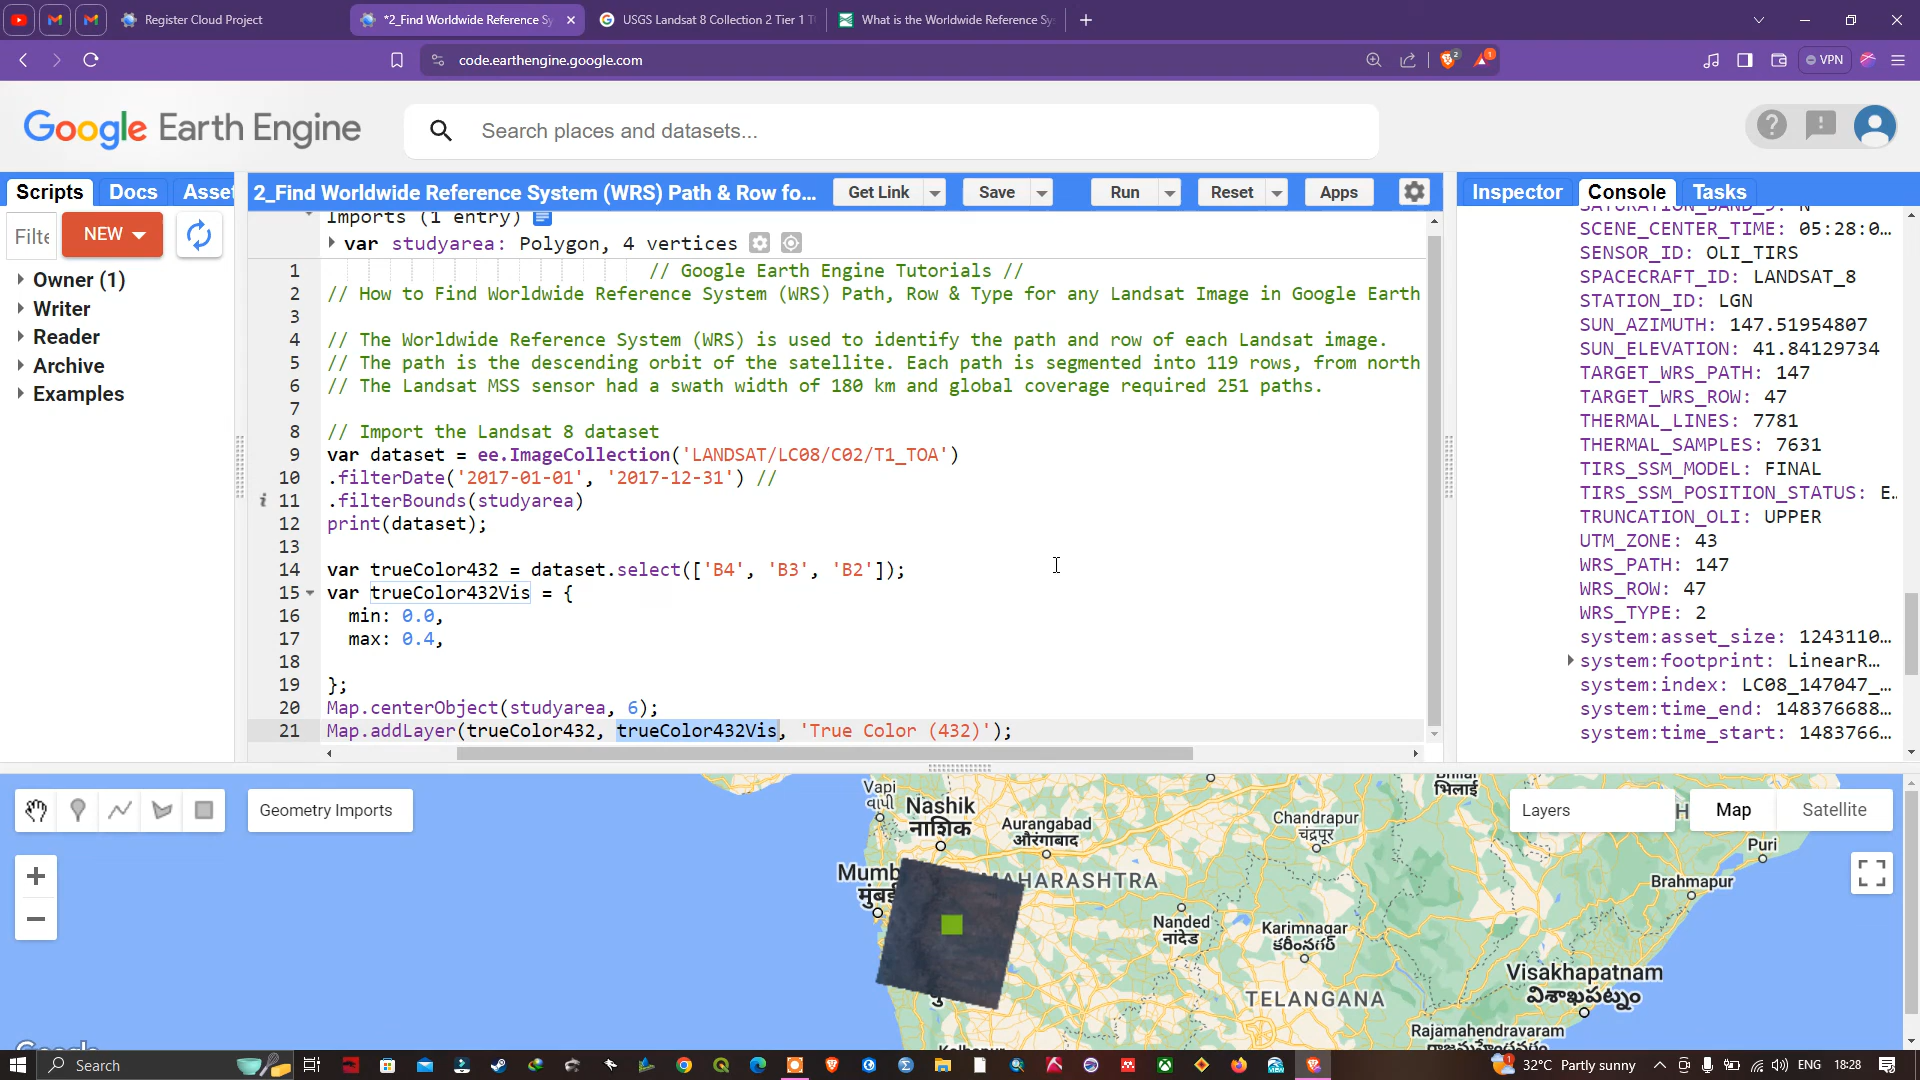 Register Cloud Project
*2_Find Worldwide Reference Sy
USGS Landsat 8 Collection 2 Tier 1 T
What is the Worldwide Reference Sy
code.earthengine.google.com
2
1
VPN
Google Earth Engine
Search places and datasets...
Scripts
Docs
Asset
2_Find Worldwide Reference System (WRS) Path & Row fo...
Get Link
Save
Run
Reset
Apps
Inspector
Console
Tasks
Filte
NEW
Owner (1)
Writer
Reader
Archive
Examples
Imports (1 entry)
var studyarea: Polygon, 4 vertices
1 // Google Earth Engine Tutorials //
2 // How to Find Worldwide Reference System (WRS) Path, Row & Type for any Landsat Image in Google Earth
3
4 // The Worldwide Reference System (WRS) is used to identify the path and row of each Landsat image.
5 // The path is the descending orbit of the satellite. Each path is segmented into 119 rows, from north
6 // The Landsat MSS sensor had a swath width of 180 km and global coverage required 251 paths.
7
8 // Import the Landsat 8 dataset
9 var dataset = ee.ImageCollection('LANDSAT/LC08/C02/T1_TOA')
10 .filterDate('2017-01-01', '2017-12-31') //
11 .filterBounds(studyarea)
12 print(dataset);
13
14 var trueColor432 = dataset.select(['B4', 'B3', 'B2']);
15 var trueColor432Vis = {
16 min: 0.0,
17 max: 0.4,
18
19 };
20 Map.centerObject(studyarea, 6);
21 Map.addLayer(trueColor432, trueColor432Vis, 'True Color (432)');
SATURATION_BAND_9: N
SCENE_CENTER_TIME: 05:28:0...
SENSOR_ID: OLI_TIRS
SPACECRAFT_ID: LANDSAT_8
STATION_ID: LGN
SUN_AZIMUTH: 147.51954807
SUN_ELEVATION: 41.84129734
TARGET_WRS_PATH: 147
TARGET_WRS_ROW: 47
THERMAL_LINES: 7781
THERMAL_SAMPLES: 7631
TIRS_SSM_MODEL: FINAL
TIRS_SSM_POSITION_STATUS: E..
TRUNCATION_OLI: UPPER
UTM_ZONE: 43
WRS_PATH: 147
WRS_ROW: 47
WRS_TYPE: 2
system:asset_size: 1243110...
system:footprint: LinearR...
system:index: LC08_147047_...
system:time_end: 148376688...
system:time_start: 1483766...
Geometry Imports
Layers
Map
Satellite
Vapi
વાપી
Nashik
नाशिक
Aurangabad
औरंगाबाद
Chandrapur
चंद्रपूर
भिलाई
Puri
Mumb
मुंबई
MAHARASHTRA
Brahmapur
Nanded
नांदेड
Karimnagar
కరీంనగర్
Visakhapatnam
విశాఖపట్నం
TELANGANA
Rajamahendravaram
Kolhapur
Google
Search
32°C Partly sunny
ENG
18:28